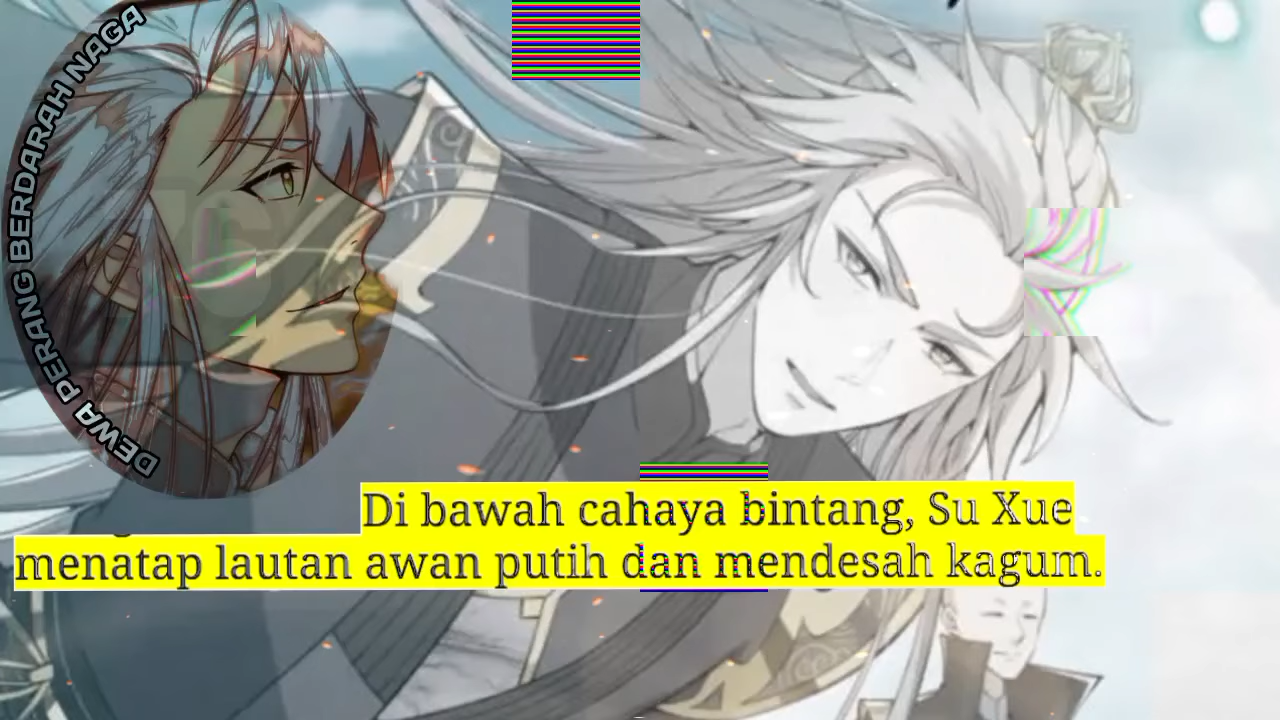 DEWA PERANG BERDARAH NAGA
Di bawah cahaya bintang, Su Xue
menatap lautan awan putih dan mendesah kagum.